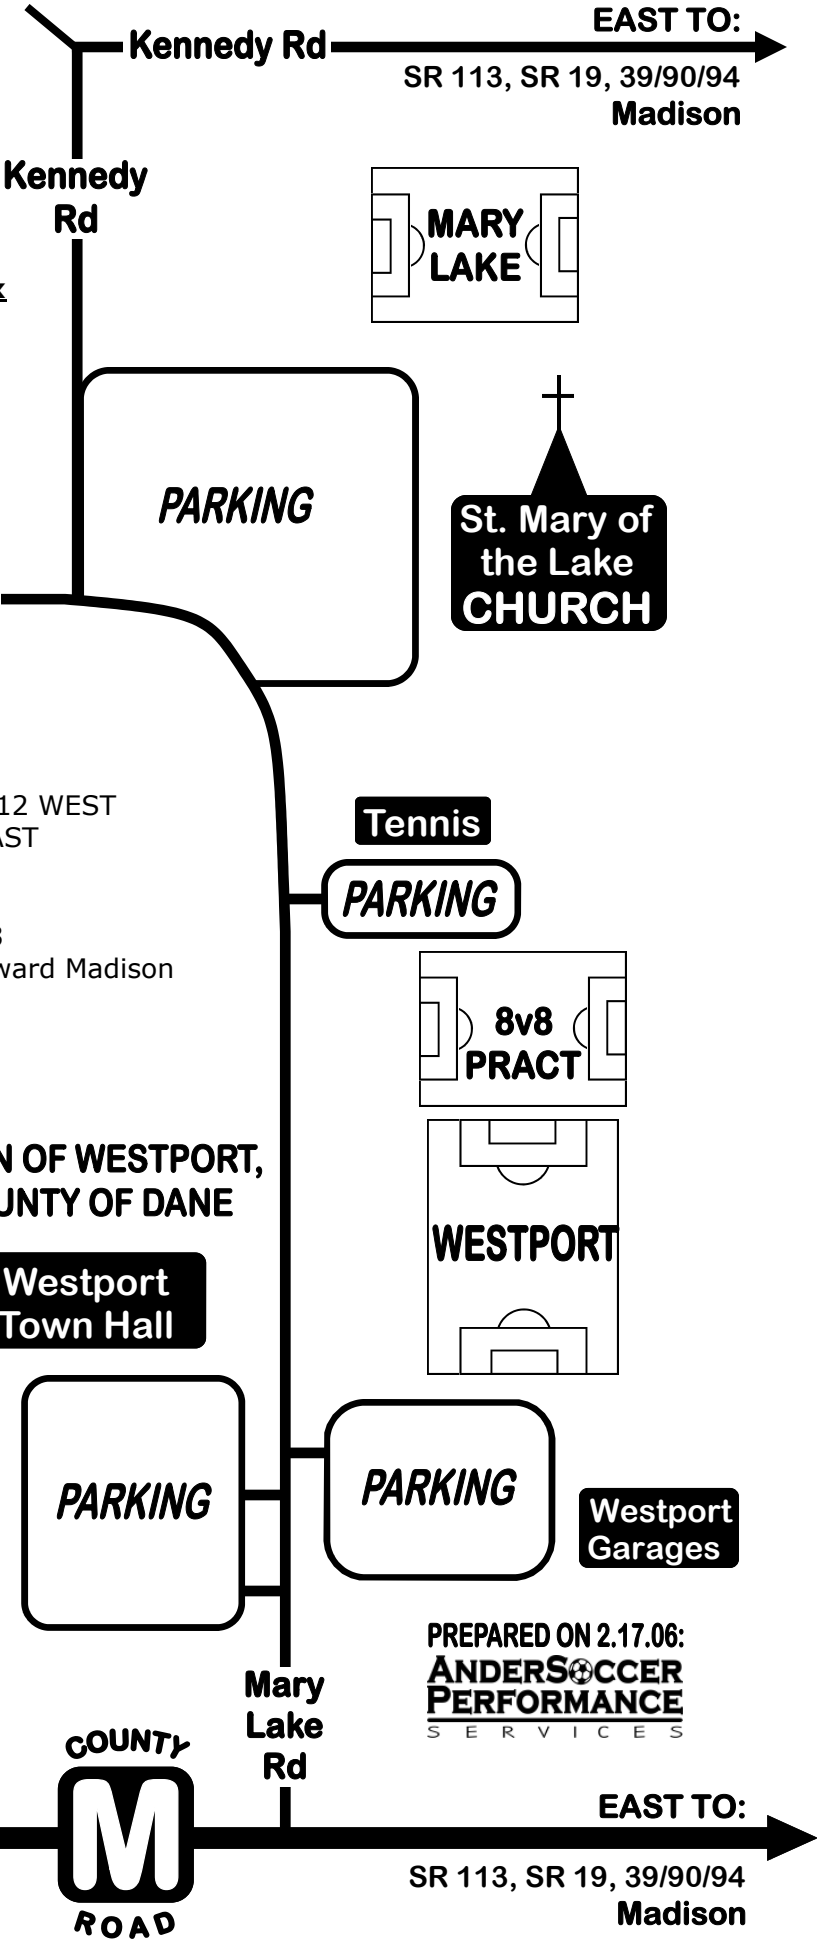 EAST TO:
Kennedy Rd
SR 113, SR 19, 39/90/94
Madison
Kennedy
Rd
MARY
LAKE
PARKING
St. Mary of
the Lake
CHURCH
12 WEST
AST
Tennis
PARKING
ward Madison
8v8
PRACT
N OF WESTPORT,
UNTY OF DANE
WESTPORT
Westport
Town Hall
PARKING
PARKING
Westport
Garages
PREPARED ON 2.17.06:
ANDERSOCCER
PERFORMANCE
SERVICES
Mary
Lake
Rd
COUNTY
M
ROAD
EAST TO:
SR 113, SR 19, 39/90/94
Madison